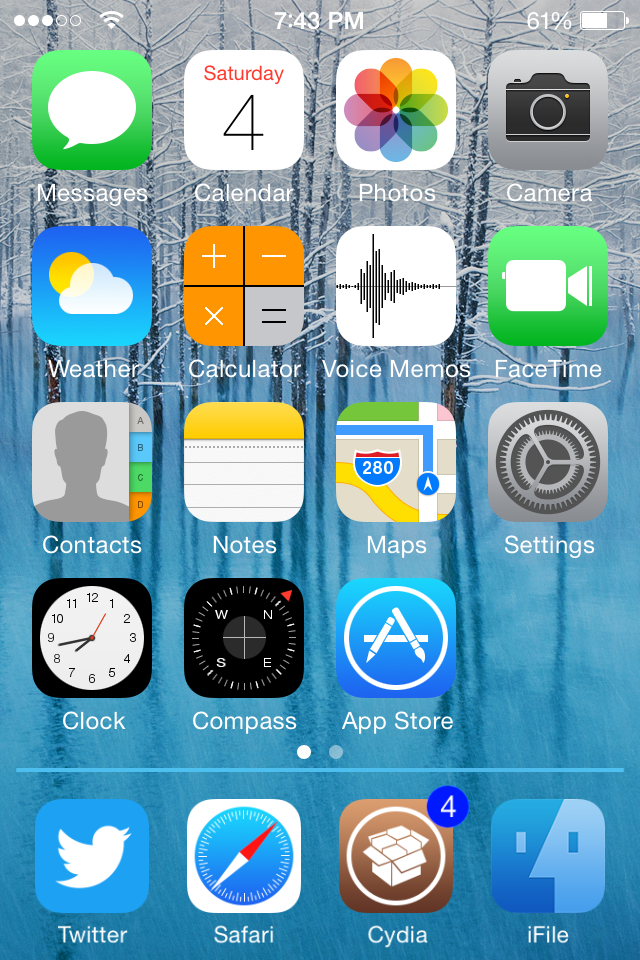 7:43 PM
61%
Saturday
4
Messages
Calendar
Photos
Camera
Weather
Calculator
Voice Memos
FaceTime
A
B
C
D
280
Contacts
Notes
Maps
Settings
12
1
2
3
4
5
6
7
8
9
10
11
W
N
S
E
Clock
Compass
App Store
4
Twitter
Safari
Cydia
iFile